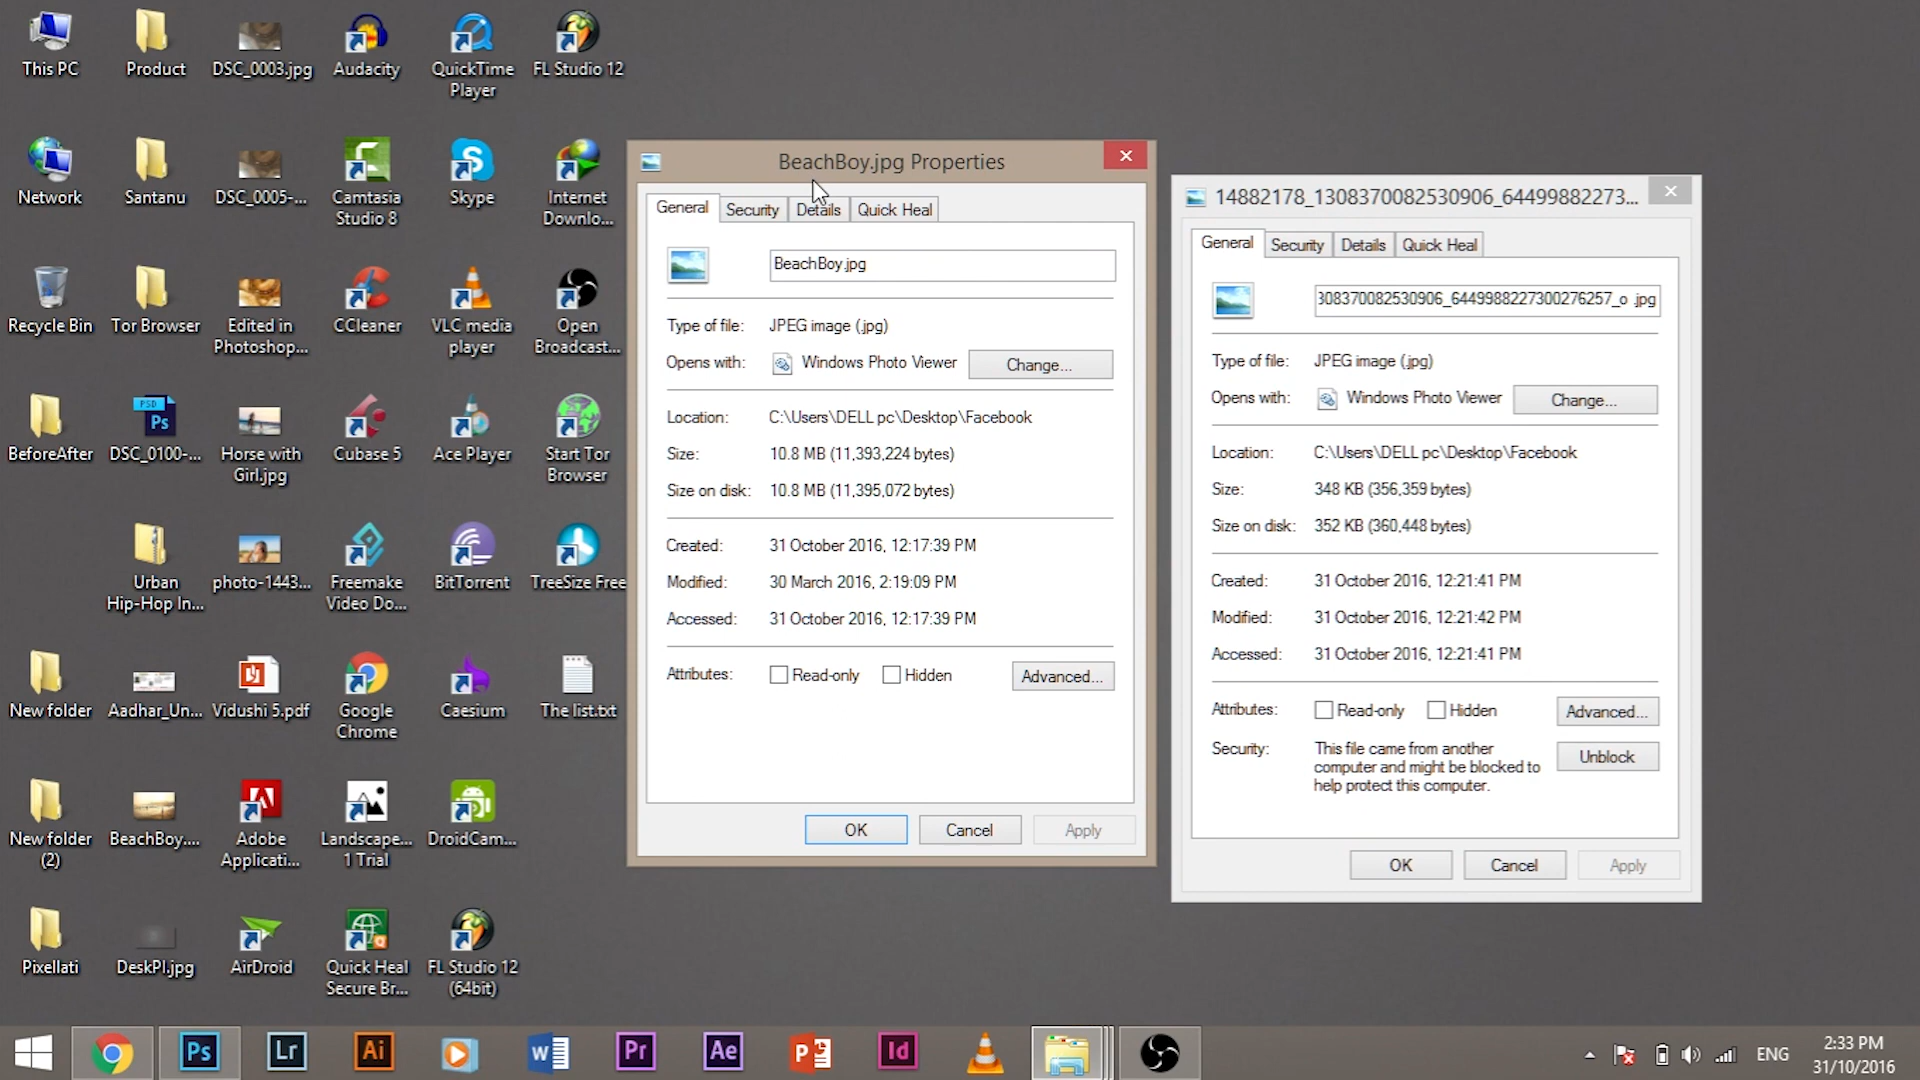 This PC
Product
DSC_0003.jpg
Audacity
QuickTime
Player
FL Studio 12
Network
Santanu
DSC_0005-...
Camtasia
Studio 8
Skype
Internet
Downlo...
Recycle Bin
Tor Browser
Edited in
Photoshop...
CCleaner
VLC media
player
Open
Broadcast...
BeforeAfter
PSD
Ps
DSC_0100-...
Horse with
Girl.jpg
Cubase 5
Ace Player
Start Tor
Browser
Urban
Hip-Hop In...
photo-1443...
Freemake
Video Do...
BitTorrent
TreeSize Free
New folder
Aadhar_Un...
Vidushi 5.pdf
Google
Chrome
Caesium
The list.txt
New folder
(2)
BeachBoy....
Adobe
Applicati...
Landscape...
1 Trial
DroidCam...
Pixellati
DeskPI.jpg
AirDroid
Quick Heal
Secure Br...
FL Studio 12
(64bit)
BeachBoy.jpg Properties
General
Security
Details
Quick Heal
BeachBoy.jpg
Type of file: JPEG image (.jpg)
Opens with: Windows Photo Viewer Change...
Location: C:\Users\DELL pc\Desktop\Facebook
Size: 10.8 MB (11,393,224 bytes)
Size on disk: 10.8 MB (11,395,072 bytes)
Created: 31 October 2016, 12:17:39 PM
Modified: 30 March 2016, 2:19:09 PM
Accessed: 31 October 2016, 12:17:39 PM
Attributes: Read-only Hidden Advanced...
OK Cancel Apply
14882178_1308370082530906_64499882273...
General
Security
Details
Quick Heal
308370082530906_6449988227300276257_o .jpg
Type of file: JPEG image (.jpg)
Opens with: Windows Photo Viewer Change...
Location: C:\Users\DELL pc\Desktop\Facebook
Size: 348 KB (356,359 bytes)
Size on disk: 352 KB (360,448 bytes)
Created: 31 October 2016, 12:21:41 PM
Modified: 31 October 2016, 12:21:42 PM
Accessed: 31 October 2016, 12:21:41 PM
Attributes: Read-only Hidden Advanced...
Security: This file came from another
computer and might be blocked to
help protect this computer.
Unblock
OK Cancel Apply
Ps
Lr
Ai
W
Pr
Ae
P
Id
ENG
2:33 PM
31/10/2016